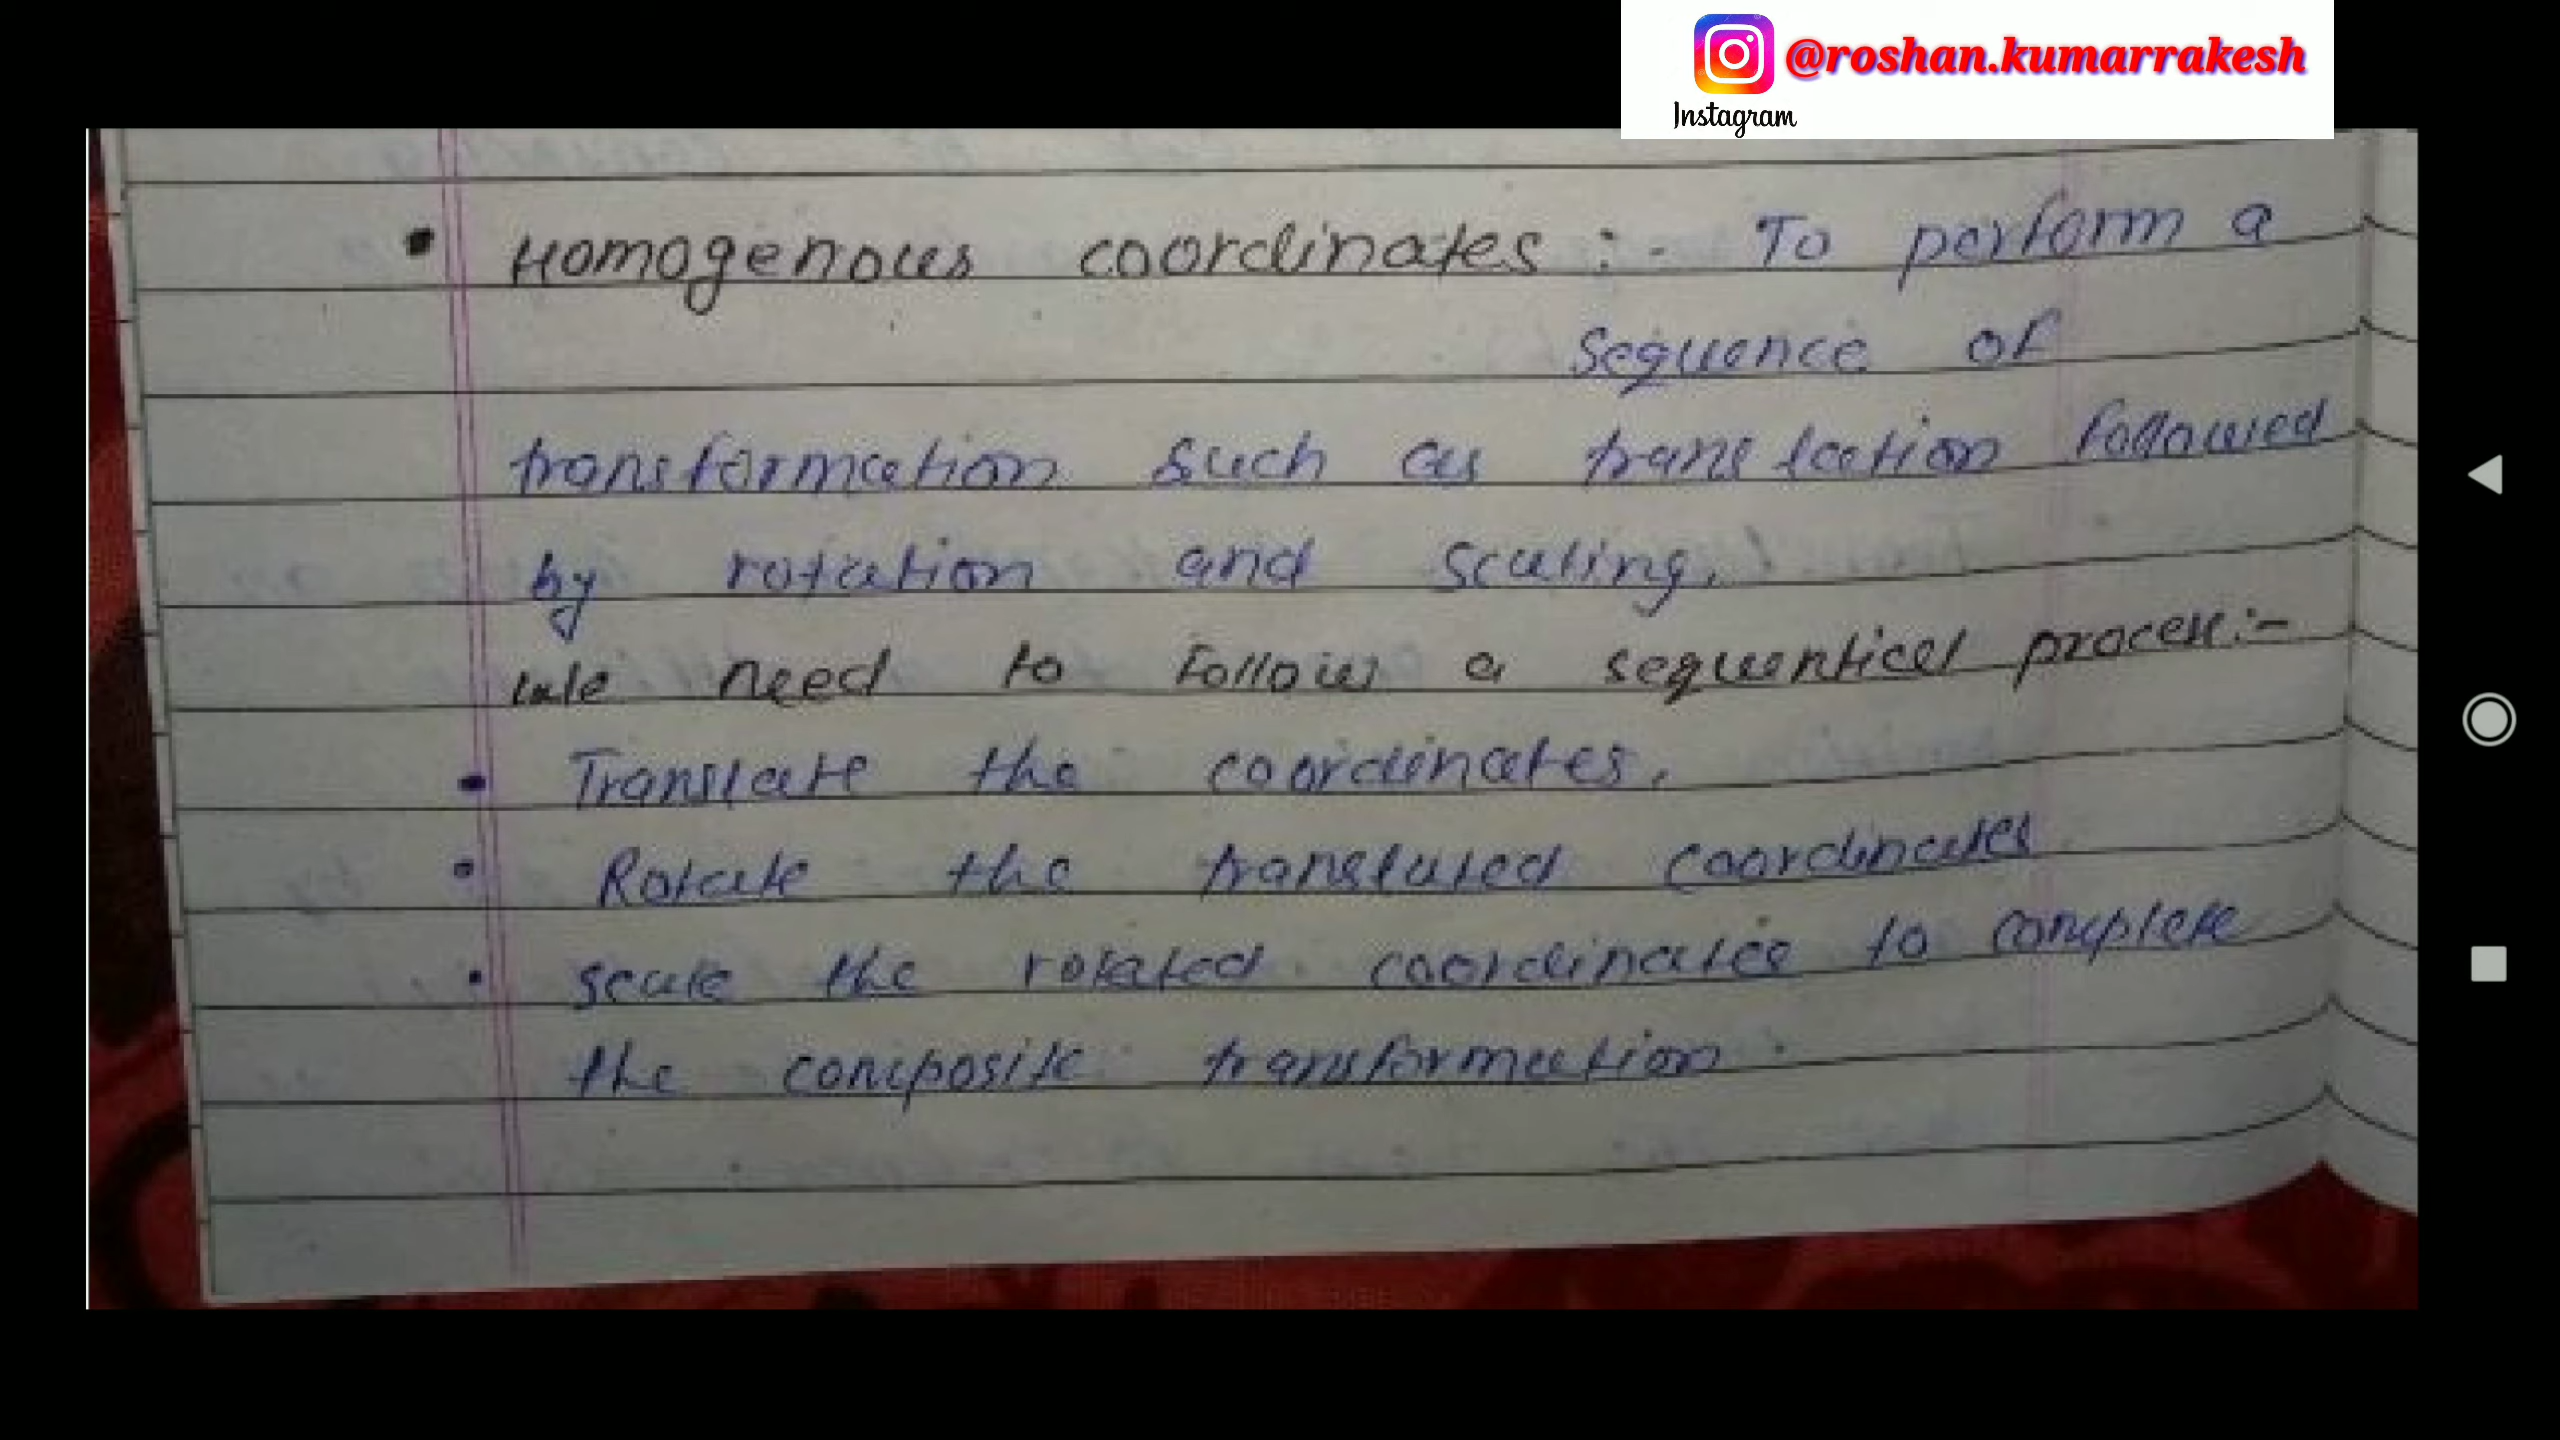 @roshan.kumarrakesh
Instagram
• Homogenous coordinates :- To perform a
sequence of
transformation such as translation followed
by rotation and scaling.
we need to follow a sequential process:-
• Translate the coordinates.
• Rotate the translated coordinates
• scale the rotated coordinates to complete
the composite transformation.